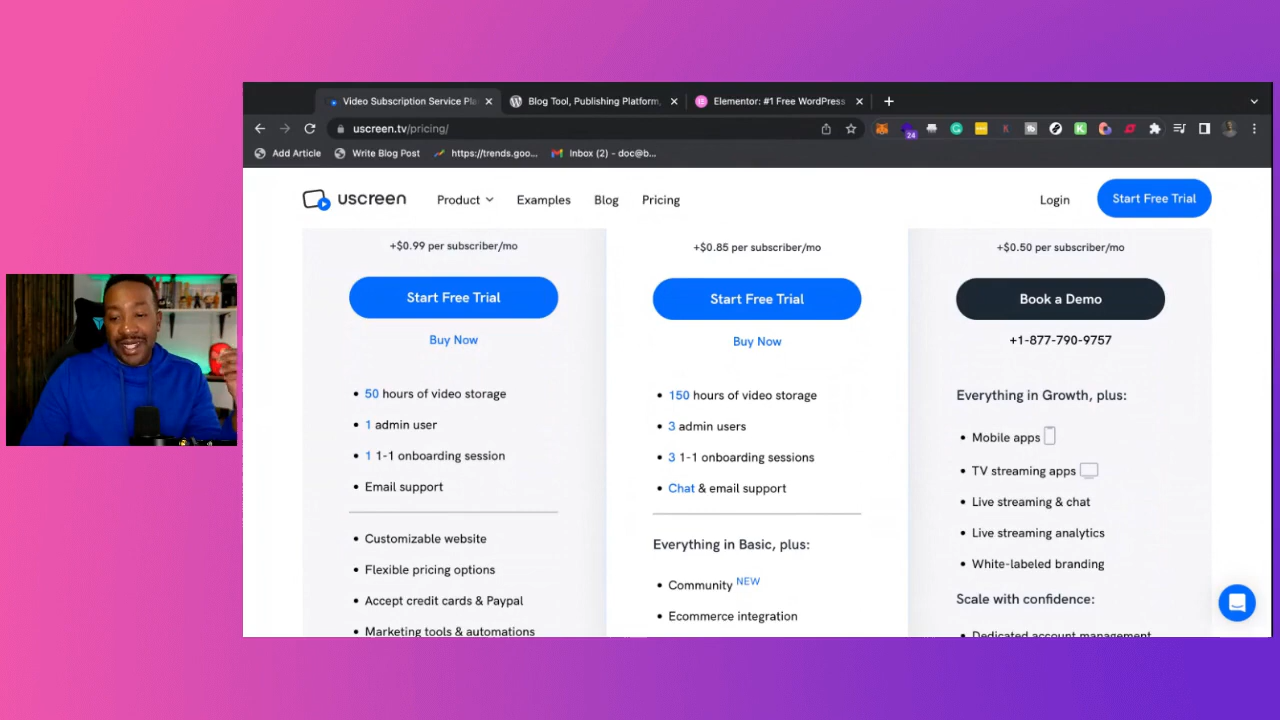 Video Subscription Service Pla
Blog Tool, Publishing Platform,
Elementor: #1 Free WordPress
uscreen.tv/pricing/
24
Add Article
Write Blog Post
https://trends.goo...
Inbox (2) – doc@b...
uscreen
Product
Examples
Blog
Pricing
Login
Start Free Trial
+$0.99 per subscriber/mo
Start Free Trial
Buy Now
• 50 hours of video storage
• 1 admin user
• 1 1-1 onboarding session
• Email support
• Customizable website
• Flexible pricing options
• Accept credit cards & Paypal
• Marketing tools & automations
+$0.85 per subscriber/mo
Start Free Trial
Buy Now
• 150 hours of video storage
• 3 admin users
• 3 1-1 onboarding sessions
• Chat & email support
Everything in Basic, plus:
• Community NEW
• Ecommerce integration
+$0.50 per subscriber/mo
Book a Demo
+1-877-790-9757
Everything in Growth, plus:
• Mobile apps
• TV streaming apps
• Live streaming & chat
• Live streaming analytics
• White-labeled branding
Scale with confidence:
• Dedicated account management